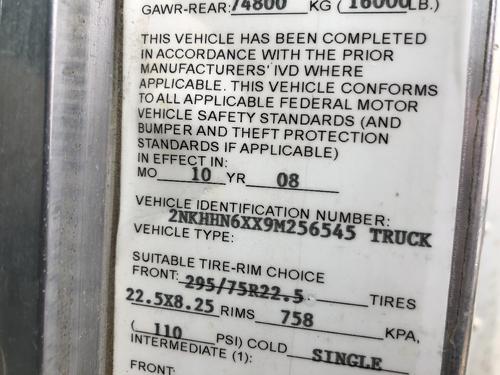 GAWR-REAR: 74800 KG ( 16000LB.)
THIS VEHICLE HAS BEEN COMPLETED
IN ACCORDANCE WITH THE PRIOR
MANUFACTURERS' IVD WHERE
APPLICABLE. THIS VEHICLE CONFORMS
TO ALL APPLICABLE FEDERAL MOTOR
VEHICLE SAFETY STANDARDS (AND
BUMPER AND THEFT PROTECTION
STANDARDS IF APPLICABLE)
IN EFFECT IN:
MO 10 YR 08
VEHICLE IDENTIFICATION NUMBER:
2NKHHN6XX9M256545 TRUCK
VEHICLE TYPE:
SUITABLE TIRE-RIM CHOICE
FRONT: 295/75R22.5 TIRES
22.5X8.25 RIMS 758 KPA,
( 110 PSI) COLD SINGLE
INTERMEDIATE (1):
FRONT: